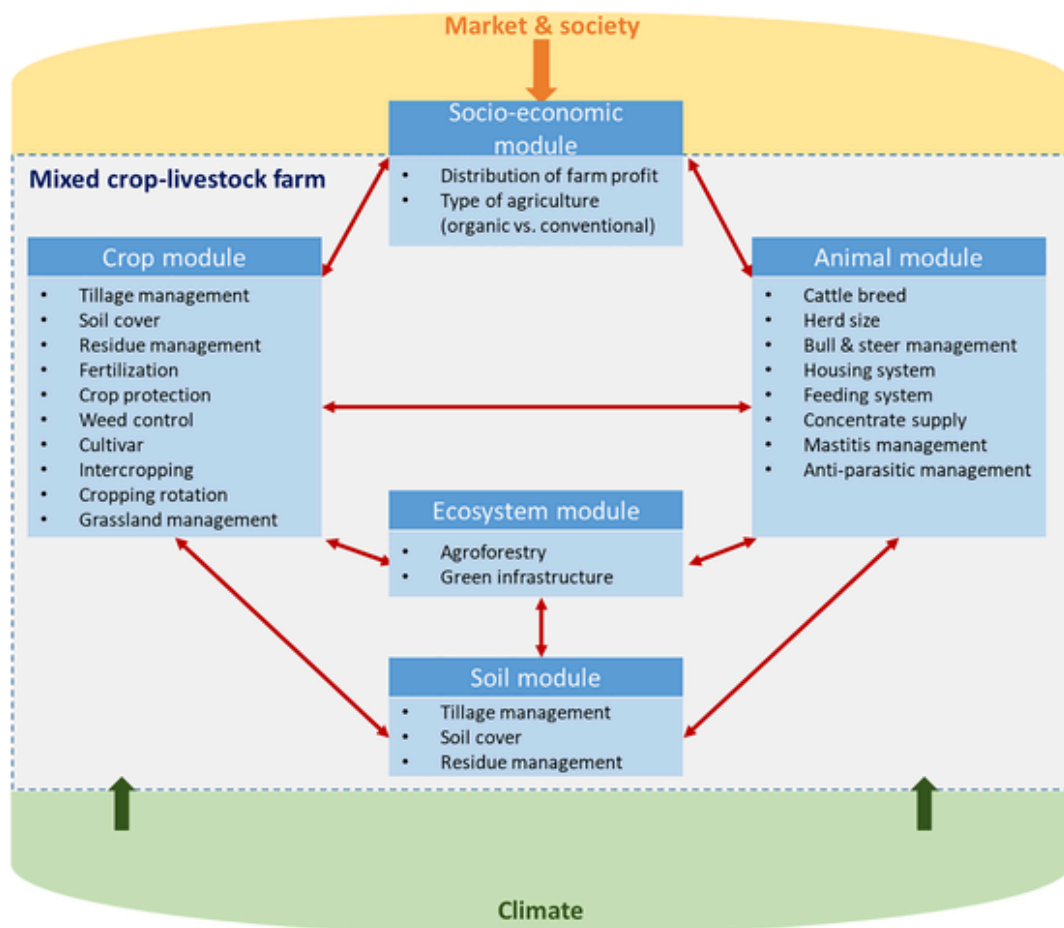 Market & society
Socio-economic
module
• Distribution of farm profit
• Type of agriculture
(organic vs. conventional)
Mixed crop-livestock farm
Crop module
• Tillage management
• Soil cover
• Residue management
• Fertilization
• Crop protection
• Weed control
• Cultivar
• Intercropping
• Cropping rotation
• Grassland management
Animal module
• Cattle breed
• Herd size
• Bull & steer management
• Housing system
• Feeding system
• Concentrate supply
• Mastitis management
• Anti-parasitic management
Ecosystem module
• Agroforestry
• Green infrastructure
Soil module
• Tillage management
• Soil cover
• Residue management
Climate